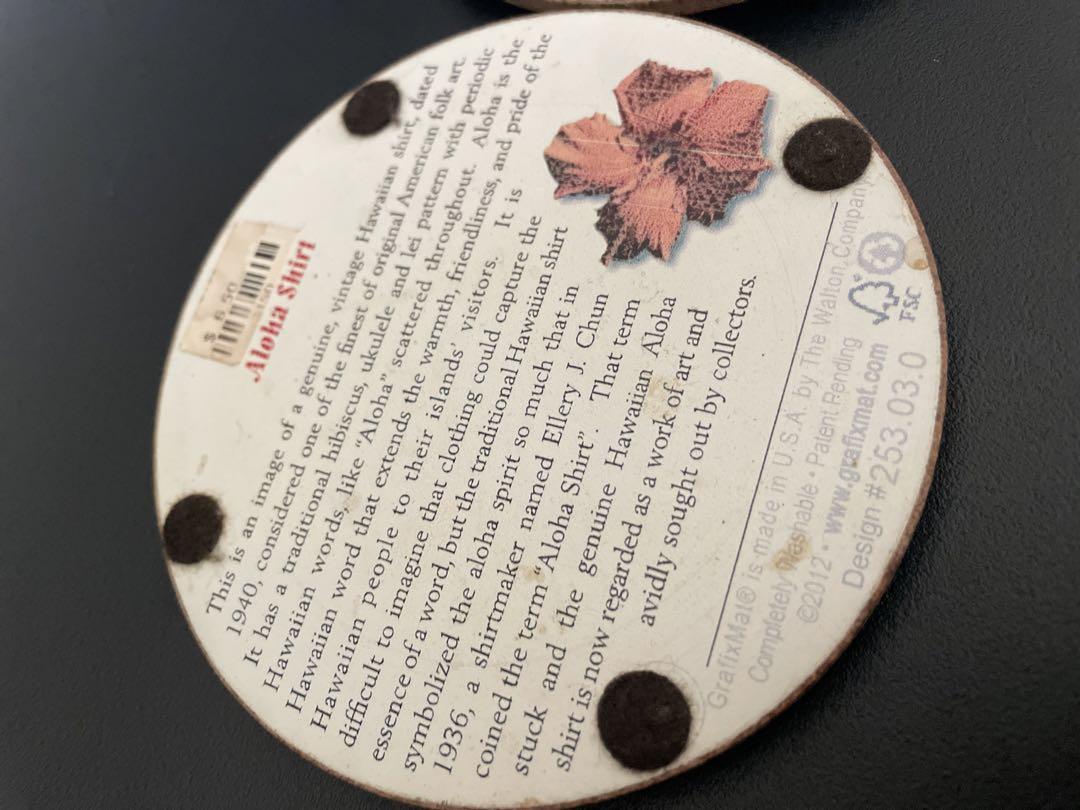 $ 6.50
Aloha Shirt
This is an image of a genuine, vintage Hawaiian shirt, dated
1940, considered one of the finest of original American folk art.
It has a traditional hibiscus, ukulele and lei pattern with periodic
Hawaiian words, like "Aloha" scattered throughout. Aloha is the
Hawaiian word that extends the warmth, friendliness, and pride of the
Hawaiian people to their islands' visitors. It is
difficult to imagine that clothing could capture the
essence of a word, but the traditional Hawaiian shirt
symbolized the aloha spirit so much that in
1936, a shirtmaker named Ellery J. Chun
coined the term "Aloha Shirt". That term
stuck and the genuine Hawaiian Aloha
shirt is now regarded as a work of art and
avidly sought out by collectors.
GrafixMat® is made in U.S.A. by The Walton Company
Completely Washable • Patent Pending
©2012 • www.grafixmat.com
Design #253.03.0
FSC